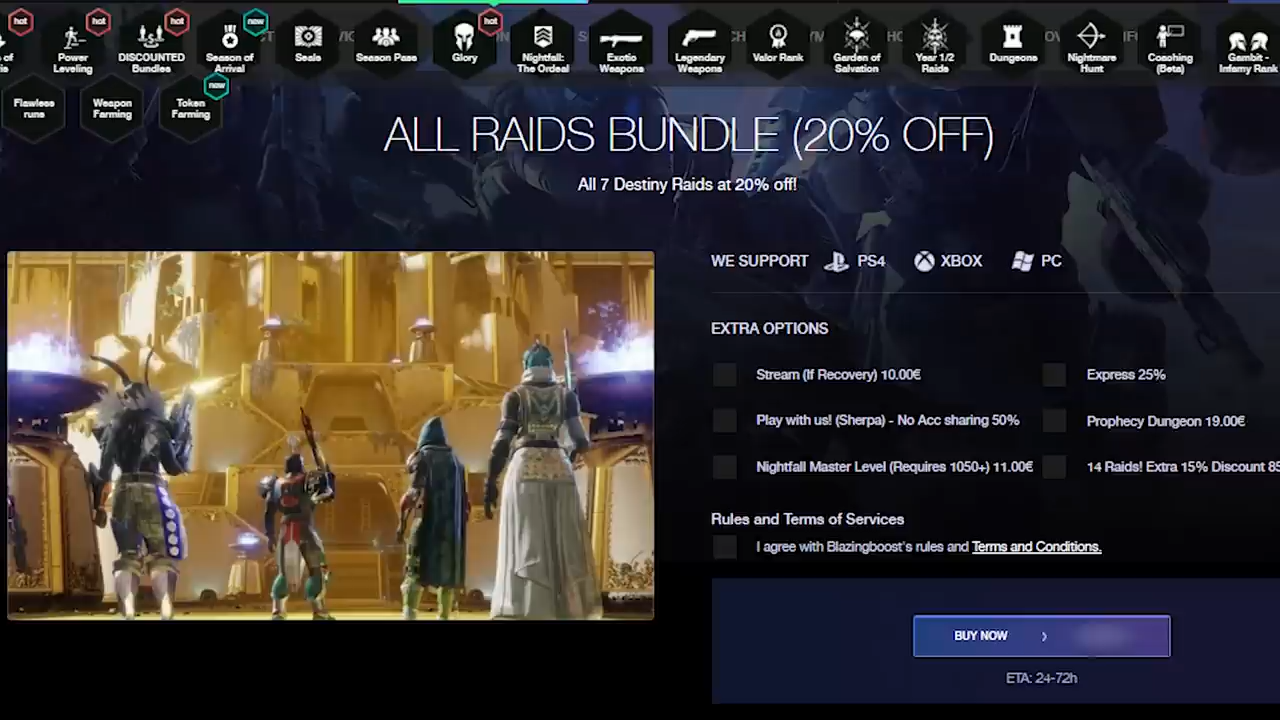 hot
hot
hot
new
hot
Power
Leveling
DISCOUNTED
Bundles
Season of
Arrival
Seals
Season Pass
Glory
Nightfall:
The Ordeal
Exotic
Weapons
Legendary
Weapons
Valor Rank
Garden of
Salvation
Year 1/2
Raids
Dungeons
Nightmare
Hunt
Coaching
(Beta)
Gambit -
Infamy Rank
new
Flawless
runs
Weapon
Farming
Token
Farming
ALL RAIDS BUNDLE (20% OFF)
All 7 Destiny Raids at 20% off!
WE SUPPORT PS4 XBOX PC
EXTRA OPTIONS
Stream (If Recovery) 10.00€ Express 25%
Play with us! (Sherpa) - No Acc sharing 50% Prophecy Dungeon 19.00€
Nightfall Master Level (Requires 1050+) 11.00€ 14 Raids! Extra 15% Discount
Rules and Terms of Services
I agree with Blazingboost's rules and Terms and Conditions.
BUY NOW ›
ETA: 24-72h